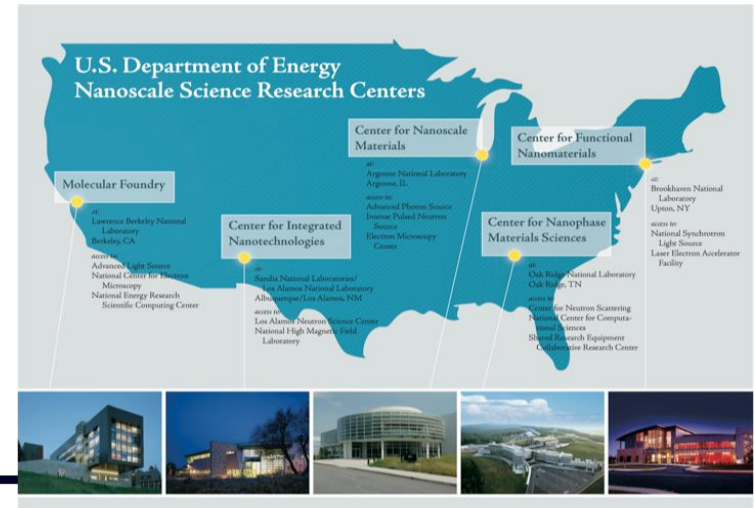 U.S. Department of Energy
Nanoscale Science Research Centers
Molecular Foundry
at:
Lawrence Berkeley National
Laboratory
Berkeley, CA
access to:
Advanced Light Source
National Center for Electron
Microscopy
National Energy Research
Scientific Computing Center
Center for Integrated
Nanotechnologies
at:
Sandia National Laboratories/
Los Alamos National Laboratory
Albuquerque/Los Alamos, NM
access to:
Los Alamos Neutron Science Center
National High Magnetic Field
Laboratory
Center for Nanoscale
Materials
at:
Argonne National Laboratory
Argonne, IL
access to:
Advanced Photon Source
Intense Pulsed Neutron
Source
Electron Microscopy
Center
Center for Nanophase
Materials Sciences
at:
Oak Ridge National Laboratory
Oak Ridge, TN
access to:
Center for Neutron Scattering
National Center for Computa-
tional Sciences
Shared Research Equipment
Collaborative Research Center
Center for Functional
Nanomaterials
at:
Brookhaven National
Laboratory
Upton, NY
access to:
National Synchrotron
Light Source
Laser Electron Accelerator
Facility